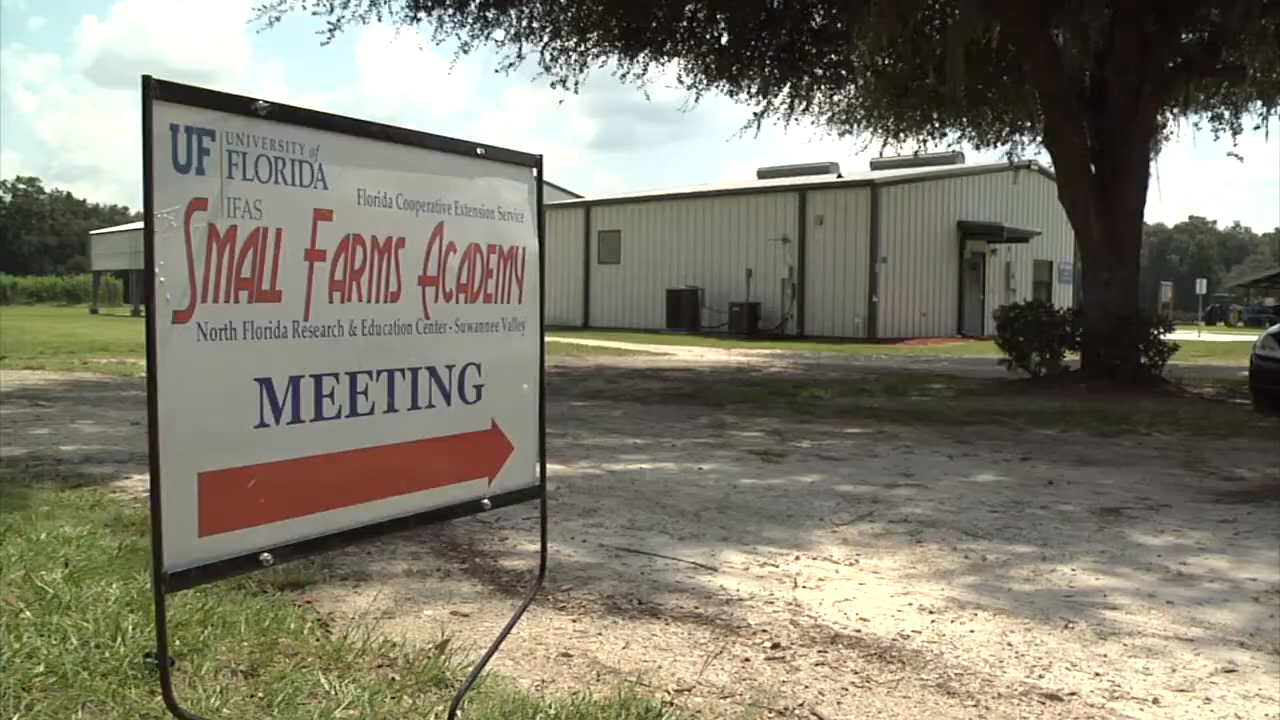 UF UNIVERSITY of
FLORIDA
IFAS
Florida Cooperative Extension Service
SMALL FARMS ACADEMY
North Florida Research & Education Center - Suwannee Valley
MEETING